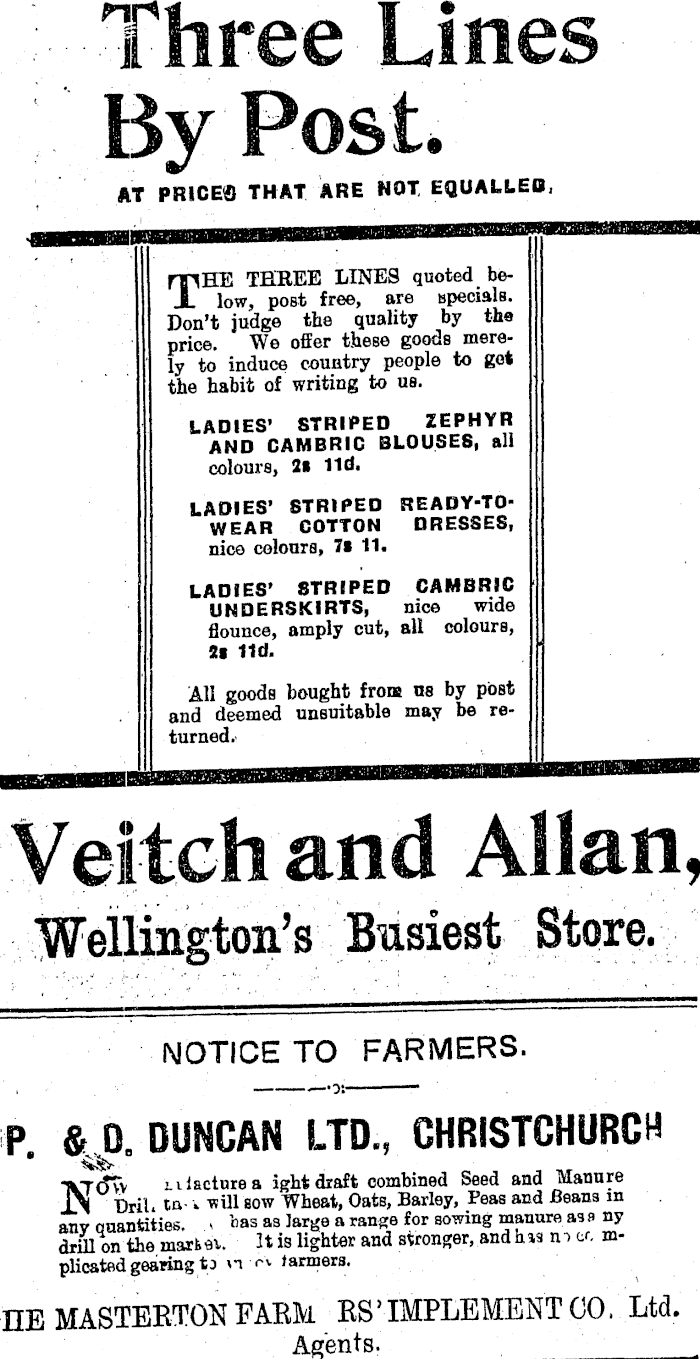 Three Lines
By Post.
AT PRICES THAT ARE NOT EQUALLED,
THE THREE LINES quoted be-
low, post free, are specials.
Don't judge the quality by the
price. We offer these goods mere-
ly to induce country people to get
the habit of writing to us.
LADIES' STRIPED ZEPHYR
AND CAMBRIC BLOUSES, all
colours, 2s 11d.
LADIES' STRIPED READY-TO-
WEAR COTTON DRESSES,
nice colours, 7s 11.
LADIES' STRIPED CAMBRIC
UNDERSKIRTS, nice wide
flounce, amply cut, all colours,
2s 11d.
All goods bought from us by post
and deemed unsuitable may be re-
turned.
Veitch and Allan,
Wellington's Busiest Store.
NOTICE TO FARMERS.
P. & D. DUNCAN LTD., CHRISTCHURCH
Now draft combined Seed and Manure
will sow Wheat, Oats, Barley, Peas and Beans in
any quantities. has as large a range for sowing manure as any
drill on the market. It is lighter and stronger, and has
plicated gearing farmers.
MASTERTON IMPLEMENT CO. Ltd.
Agents.